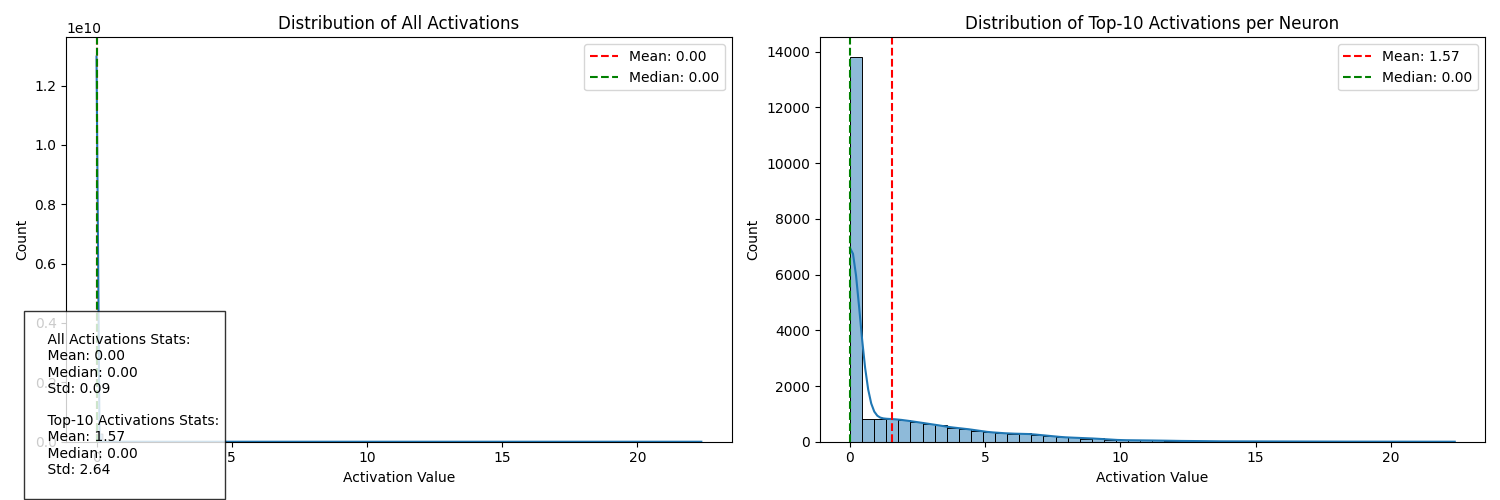 Distribution of All Activations
1e10
Mean: 0.00
Median: 0.00
1.2
1.0
0.8
0.6
0.4
0.0
Count
5
10
15
20
Activation Value
All Activations Stats:
Mean: 0.00
Median: 0.00
Std: 0.09
Top-10 Activations Stats:
Mean: 1.57
Median: 0.00
Std: 2.64
Distribution of Top-10 Activations per Neuron
Mean: 1.57
Median: 0.00
14000
12000
10000
8000
6000
4000
2000
0
Count
0
5
10
15
20
Activation Value